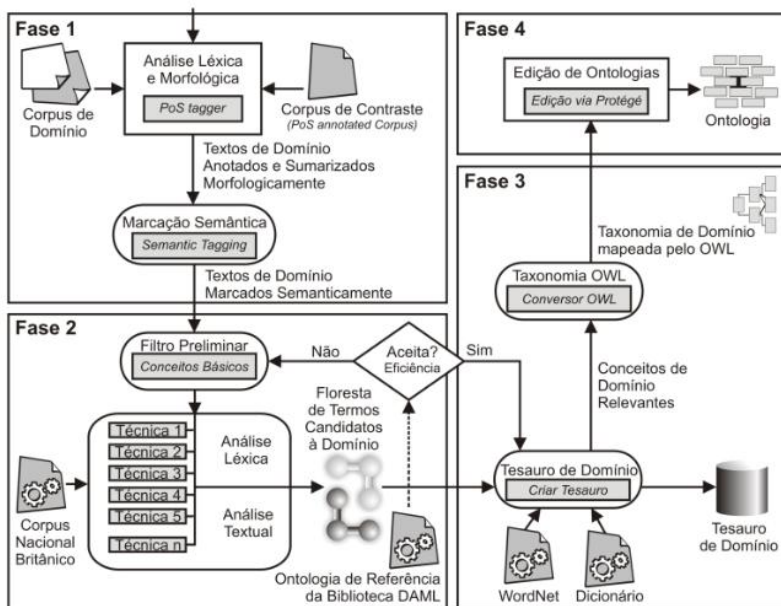 Fase 1
Análise Léxica
e Morfológica
PoS tagger
Corpus de
Domínio
Corpus de Contraste
(PoS annotated Corpus)
Textos de Domínio
Anotados e Sumarizados
Morfologicamente
Marcação Semântica
Semantic Tagging
Textos de Domínio
Marcados Semanticamente
Fase 2
Filtro Preliminar
Conceitos Básicos
Não
Aceita?
Eficiência
Sim
Técnica 1
Técnica 2
Técnica 3
Técnica 4
Técnica 5
Técnica n
Análise
Léxica
Análise
Textual
Corpus
Nacional
Britânico
Floresta
de Termos
Candidatos
à Domínio
Ontologia de Referência
da Biblioteca DAML
Fase 4
Edição de Ontologias
Edição via Protégé
Ontologia
Fase 3
Taxonomia de Domínio
mapeada pelo OWL
Taxonomia OWL
Conversor OWL
Conceitos de
Domínio
Relevantes
Tesauro de Domínio
Criar Tesauro
Tesauro
de Domínio
WordNet
Dicionário